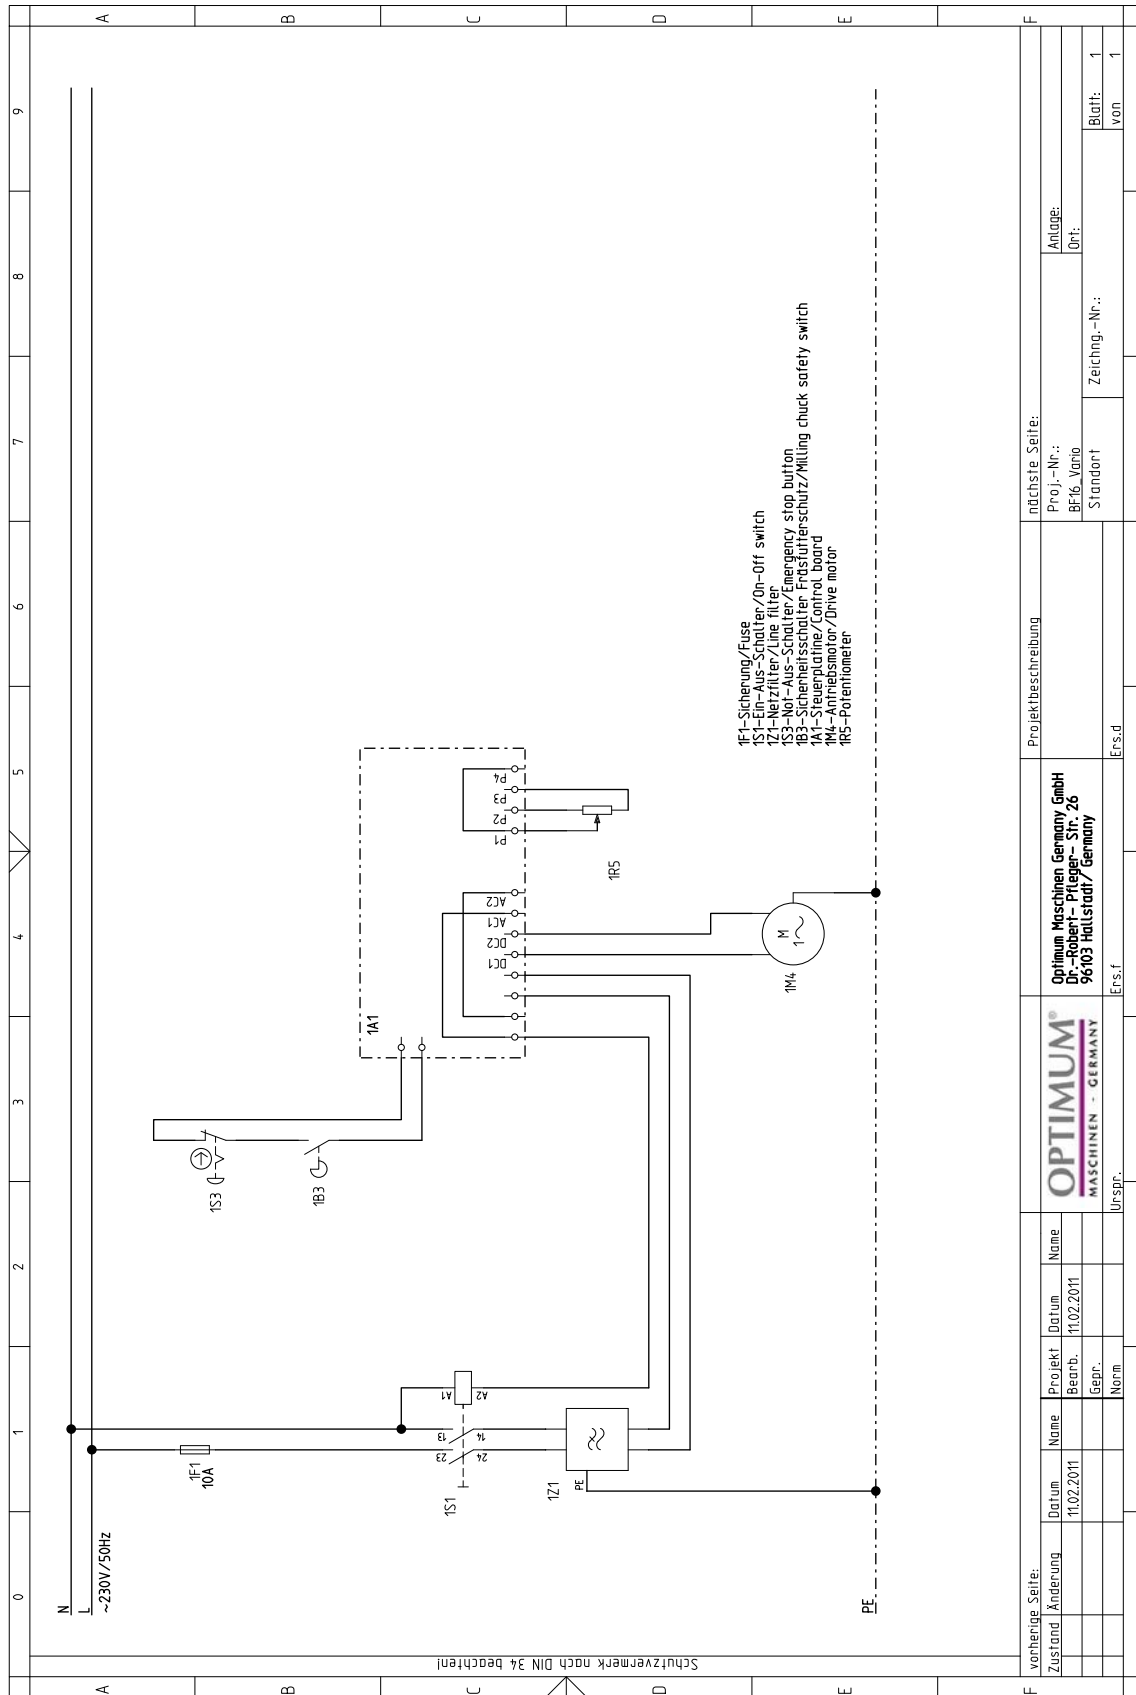 0 1 2 3 4 5 6 7 8 9
A A
B B
C C
D D
E E
F F
N
L
~230V/50Hz
1F1
10A
1S1
23 13
24 14
A1
A2
1Z1
PE
1S3
1B3
1A1
DC1 DC2 AC1 AC2
P1 P2 P3 P4
1R5
M
1~
1M4
PE
1F1-Sicherung/Fuse
1S1-Ein-Aus-Schalter/On-Off switch
1Z1-Netzfilter/Line filter
1S3-Not-Aus-Schalter/Emergency stop button
1B3-Sicherheitsschalter Fräsfutterschutz/Milling chuck safety switch
1A1-Steuerplatine/Control board
1M4-Antriebsmotor/Drive motor
1R5-Potentiometer
Schutzvermerk nach DIN 34 beachten!
vorherige Seite:
Zustand Änderung Datum Name
11.02.2011
Projekt Datum Name
Bearb. 11.02.2011
Gepr.
Norm
OPTIMUM®
MASCHINEN - GERMANY
Urspr.
Optimum Maschinen Germany GmbH
Dr.-Robert- Pfleger- Str. 26
96103 Hallstadt/ Germany
Ers.f
Ers.d
Projektbeschreibung
nächste Seite:
Proj.-Nr.:
BF16_Vario
Standort
Zeichng.-Nr.:
Anlage:
Ort:
Blatt: 1
von 1